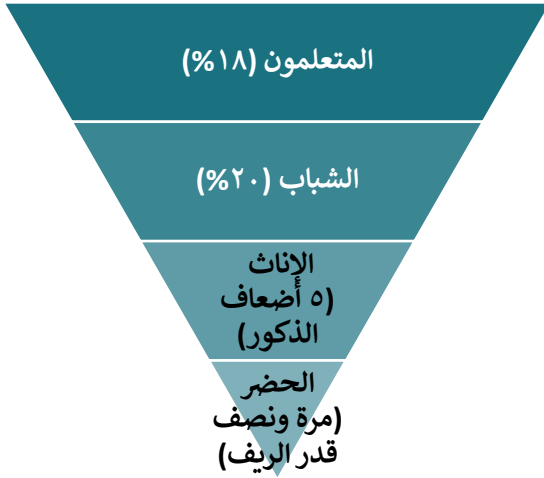 المتعلمون (١٨%)
الشباب (٢٠%)
الإناث
(٥ أضعاف
الذكور)
الحضر
(مرة ونصف
قدر الريف)